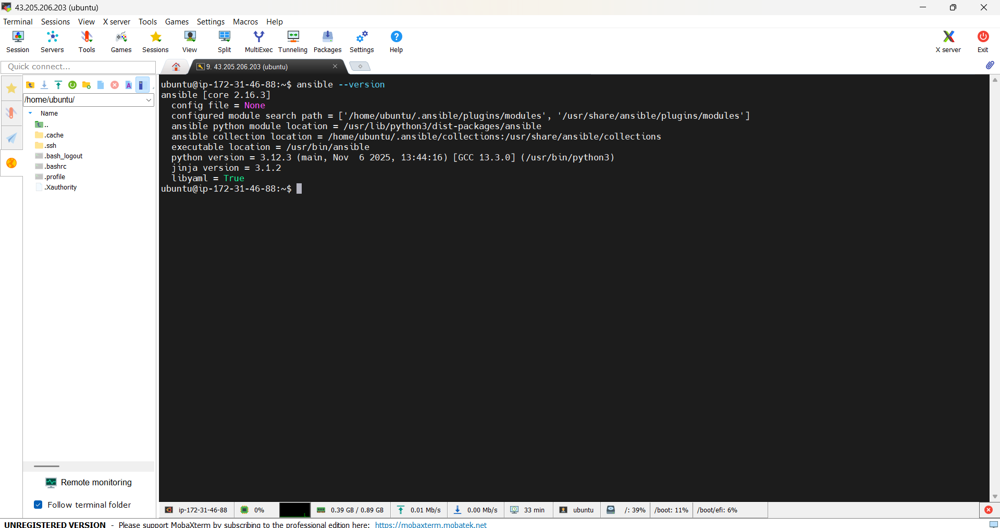 43.205.206.203 (ubuntu)
Terminal Sessions View X server Tools Games Settings Macros Help
Session Servers Tools Games Sessions View Split MultiExec Tunneling Packages Settings Help X server Exit
Quick connect...
9. 43.205.206.203 (ubuntu)
/home/ubuntu/
Name
..
.cache
.ssh
.bash_logout
.bashrc
.profile
.Xauthority
Remote monitoring
Follow terminal folder
ubuntu@ip-172-31-46-88:~$ ansible --version
ansible [core 2.16.3]
  config file = None
  configured module search path = ['/home/ubuntu/.ansible/plugins/modules', '/usr/share/ansible/plugins/modules']
  ansible python module location = /usr/lib/python3/dist-packages/ansible
  ansible collection location = /home/ubuntu/.ansible/collections:/usr/share/ansible/collections
  executable location = /usr/bin/ansible
  python version = 3.12.3 (main, Nov  6 2025, 13:44:16) [GCC 13.3.0] (/usr/bin/python3)
  jinja version = 3.1.2
  libyaml = True
ubuntu@ip-172-31-46-88:~$
ip-172-31-46-88 0% 0.39 GB / 0.89 GB 0.01 Mb/s 0.00 Mb/s 33 min ubuntu /: 39% /boot: 11% /boot/efi: 6%
UNREGISTERED VERSION - Please support MobaXterm by subscribing to the professional edition here: https://mobaxterm.mobatek.net